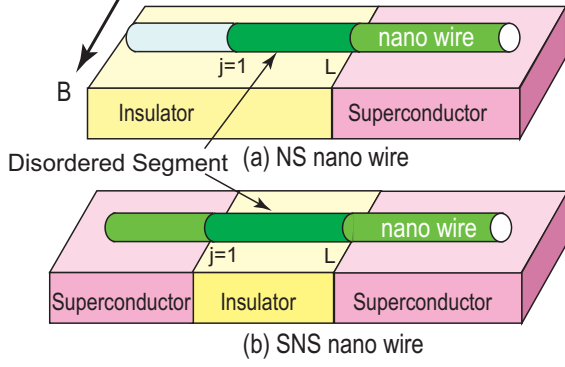 nano wire
j=1
L
B
Insulator
Superconductor
(a) NS nano wire
Disordered Segment
nano wire
j=1
L
Superconductor
Insulator
Superconductor
(b) SNS nano wire